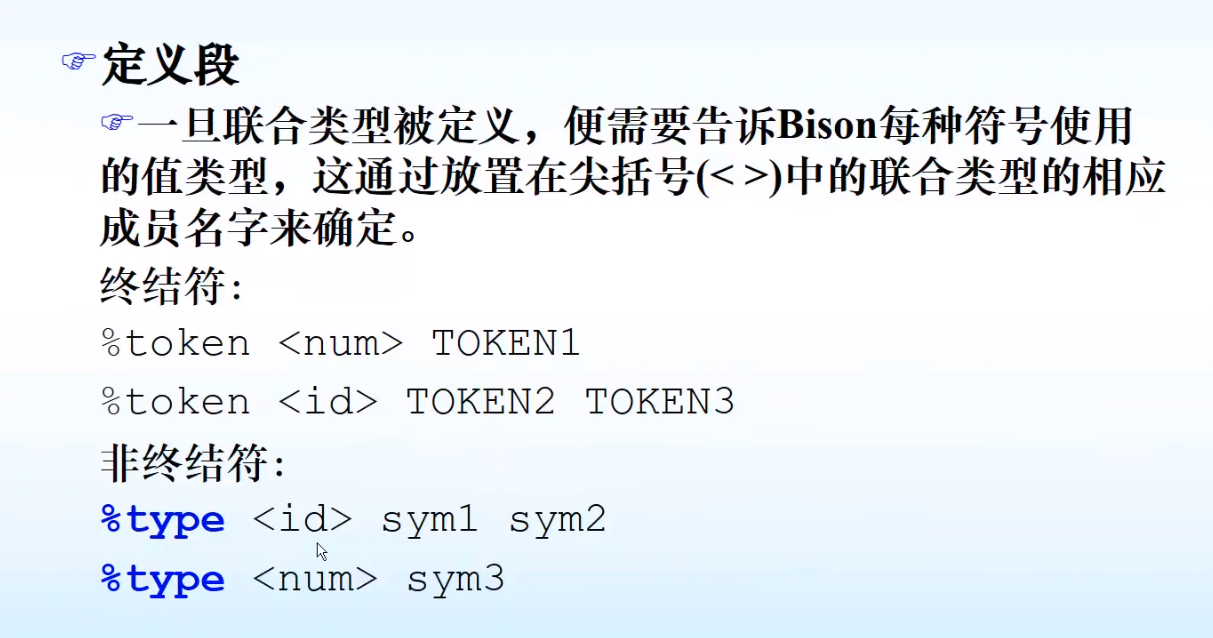 定义段
一旦联合类型被定义，便需要告诉Bison每种符号使用
的值类型，这通过放置在尖括号(< >)中的联合类型的相应
成员名字来确定。
终结符：
%token <num> TOKEN1
%token <id> TOKEN2 TOKEN3
非终结符：
%type <id> sym1 sym2
%type <num> sym3